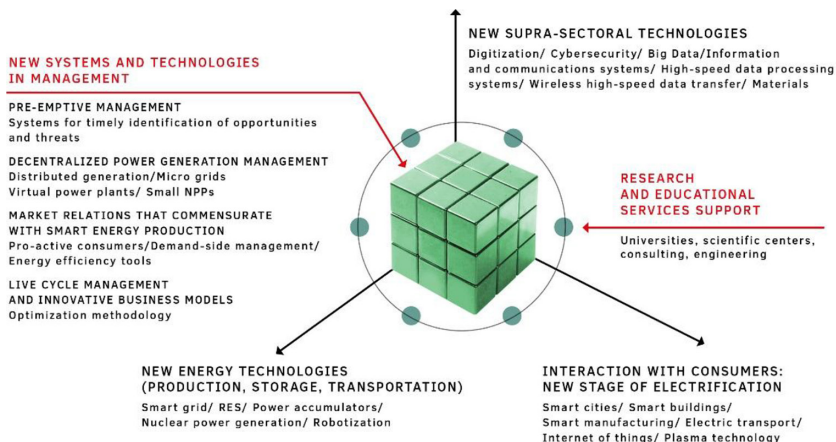 NEW SUPRA-SECTORAL TECHNOLOGIES
Digitization/ Cybersecurity/ Big Data/Information
and communications systems/ High-speed data processing
systems/ Wireless high-speed data transfer/ Materials
NEW SYSTEMS AND TECHNOLOGIES
IN MANAGEMENT
PRE-EMPTIVE MANAGEMENT
Systems for timely identification of opportunities
and threats
DECENTRALIZED POWER GENERATION MANAGEMENT
Distributed generation/Micro grids
Virtual power plants/ Small NPPs
MARKET RELATIONS THAT COMMENSURATE
WITH SMART ENERGY PRODUCTION
Pro-active consumers/Demand-side management/
Energy efficiency tools
LIVE CYCLE MANAGEMENT
AND INNOVATIVE BUSINESS MODELS
Optimization methodology
RESEARCH
AND EDUCATIONAL
SERVICES SUPPORT
Universities, scientific centers,
consulting, engineering
NEW ENERGY TECHNOLOGIES
(PRODUCTION, STORAGE, TRANSPORTATION)
Smart grid/ RES/ Power accumulators/
Nuclear power generation/ Robotization
INTERACTION WITH CONSUMERS:
NEW STAGE OF ELECTRIFICATION
Smart cities/ Smart buildings/
Smart manufacturing/ Electric transport/
Internet of things/ Plasma technology